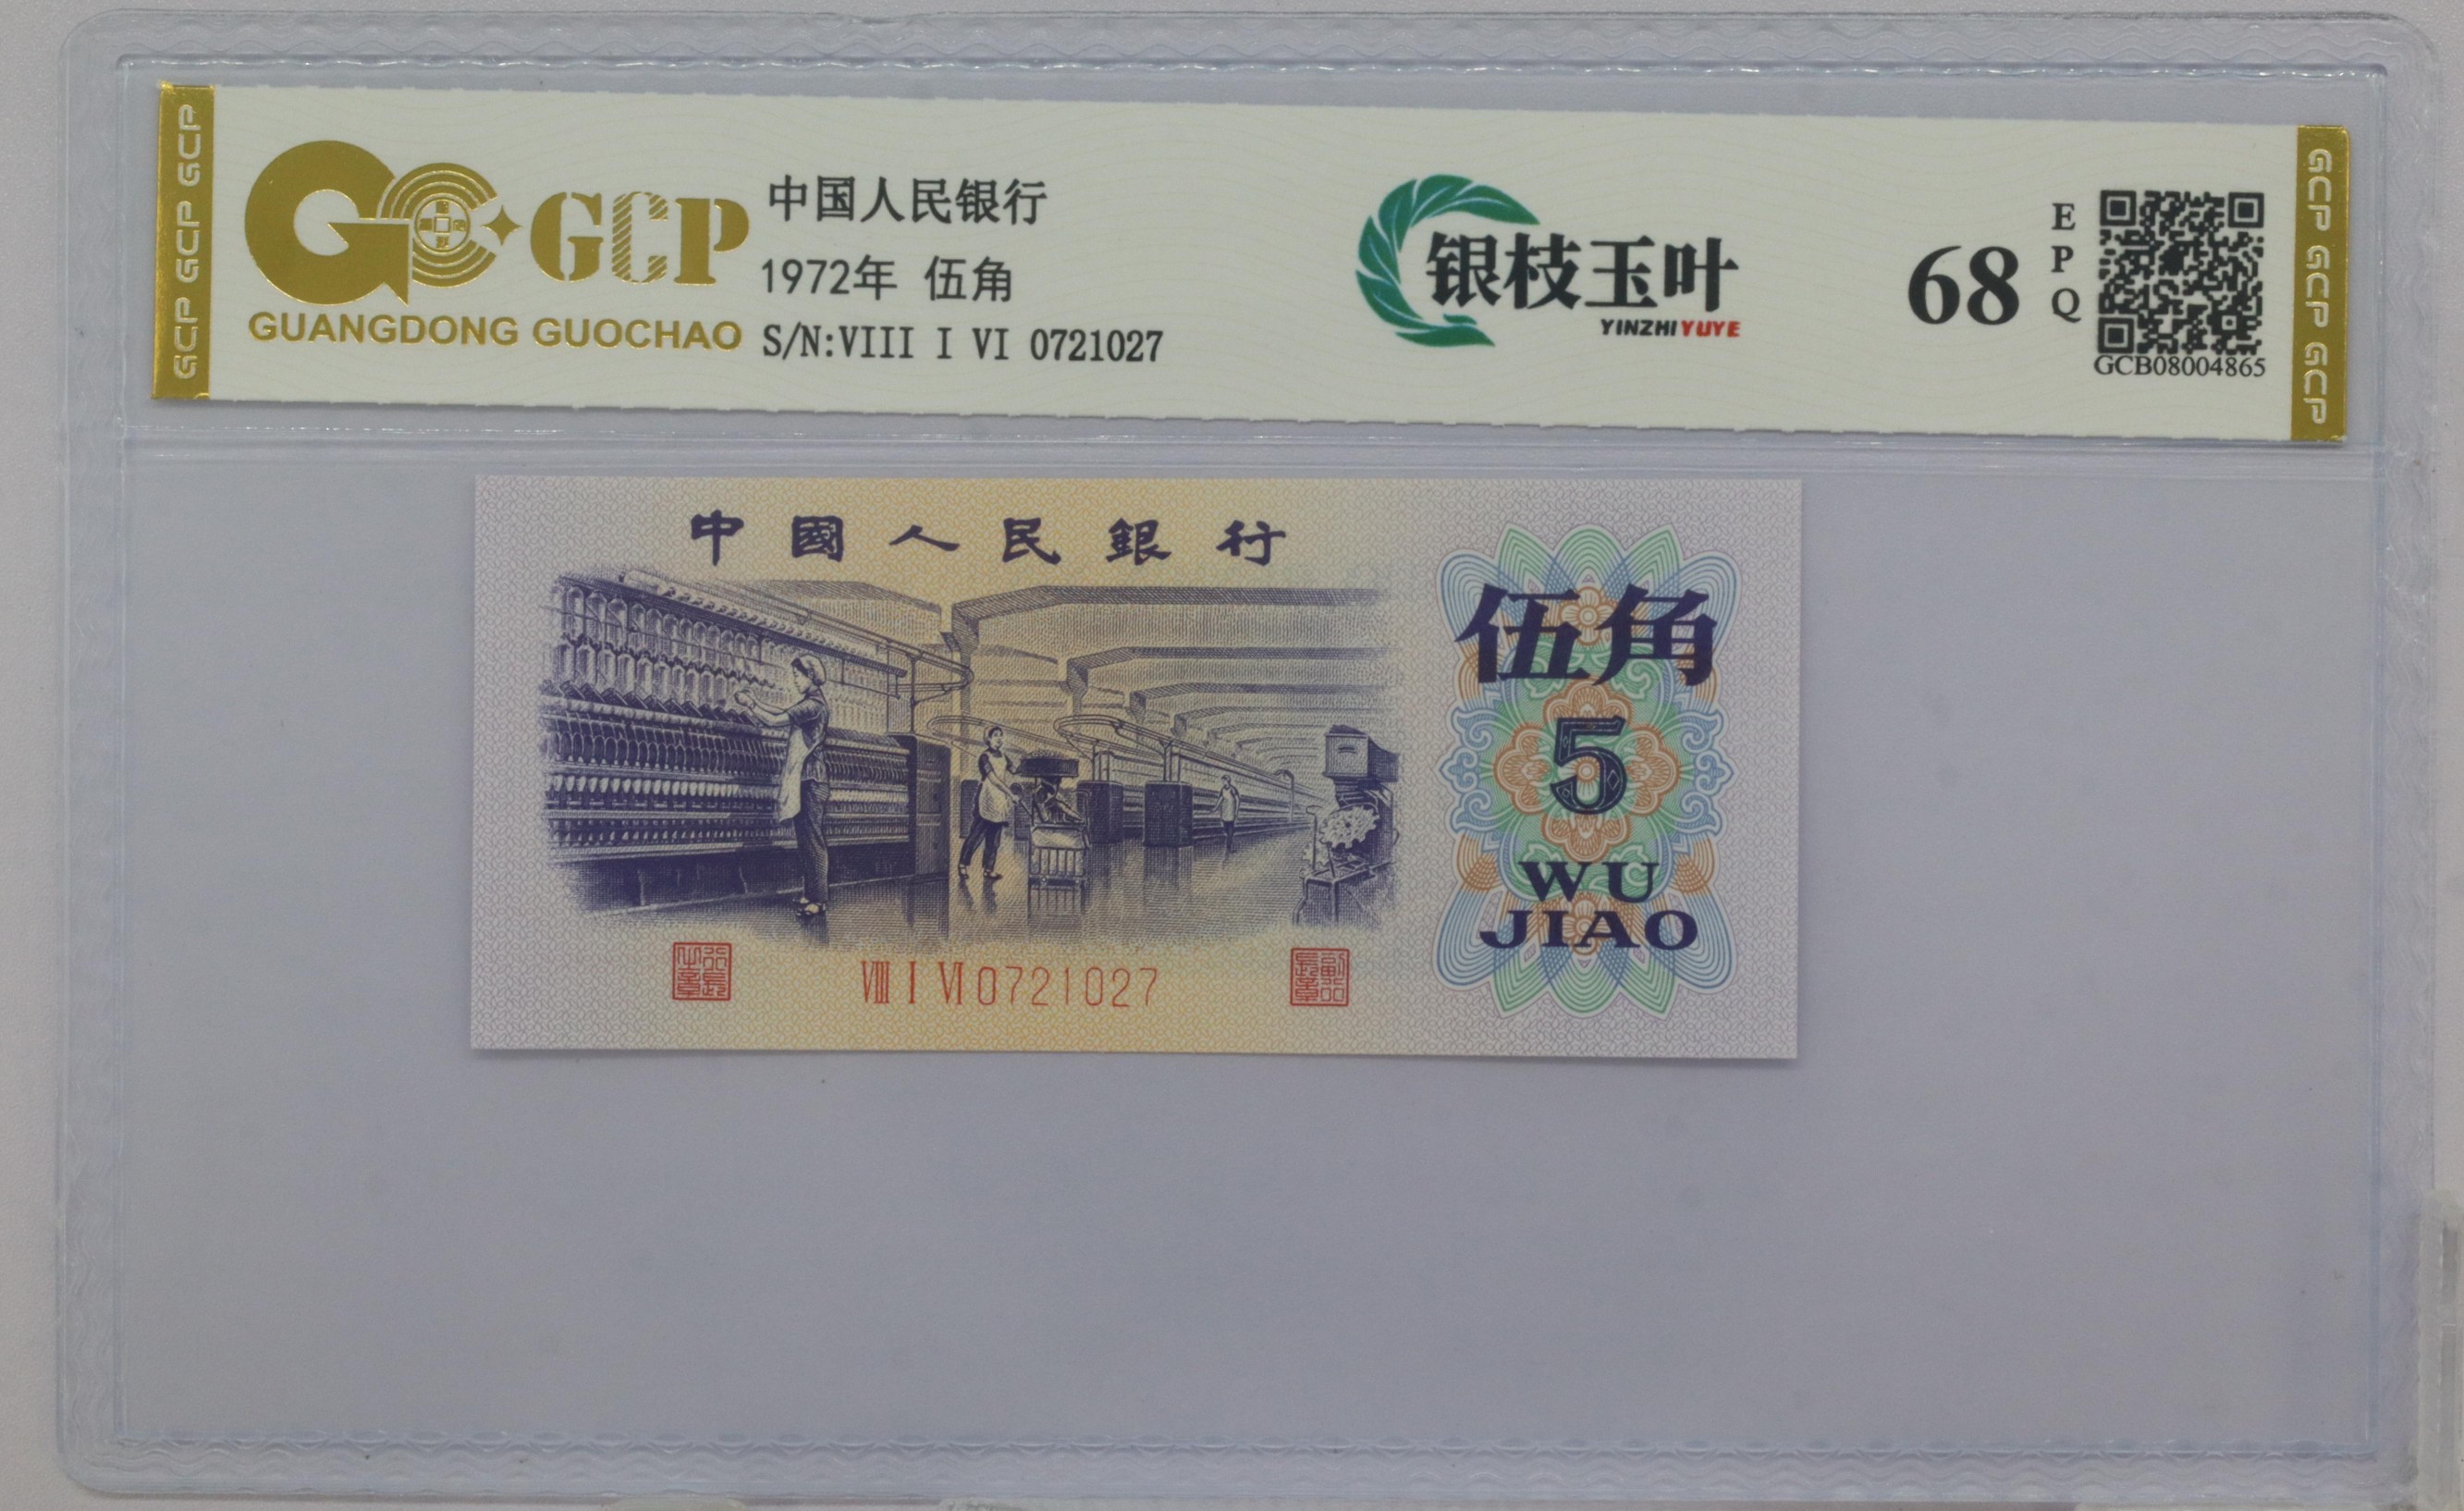 GCP GCP GCP
GCP
GUANGDONG GUOCHAO
中国人民银行
1972年 伍角
S/N:VIII I VI 0721027
银枝玉叶
YINZHIYUYE
68
EPQ
GCB08004865
GCP GCP GCP
中國人民銀行
伍角
5
WU
JIAO
VIII I VI 0721027